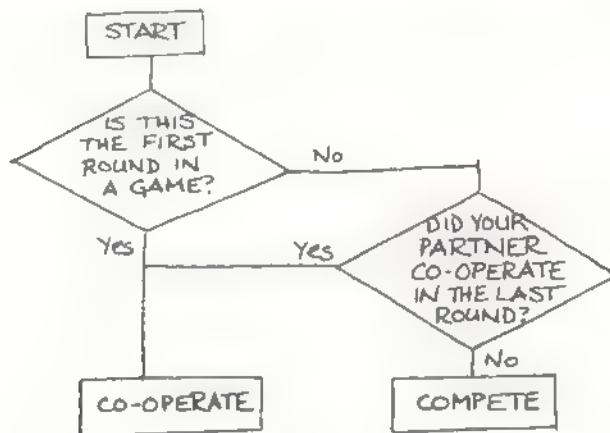 START
IS THIS
THE FIRST
ROUND IN
A GAME?
No
Yes
Yes
DID YOUR
PARTNER
CO-OPERATE
IN THE LAST
ROUND?
No
CO-OPERATE
COMPETE